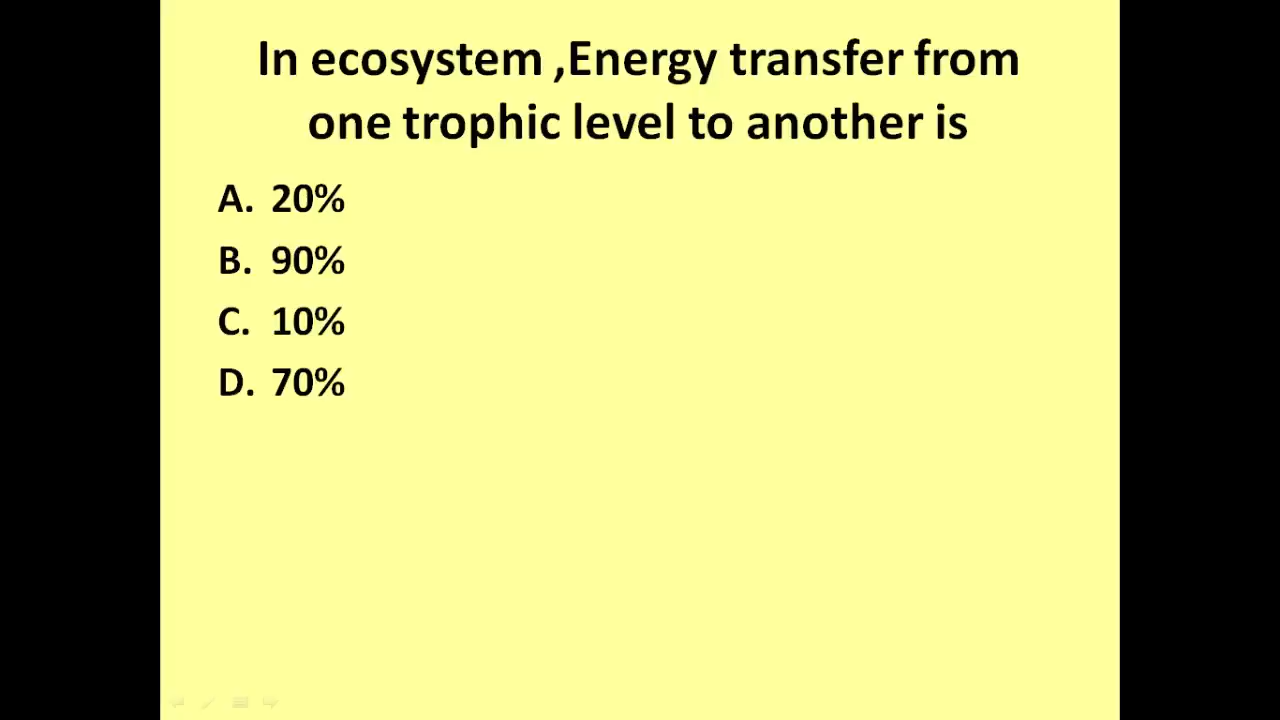 In ecosystem ,Energy transfer from
one trophic level to another is
A. 20%
B. 90%
C. 10%
D. 70%